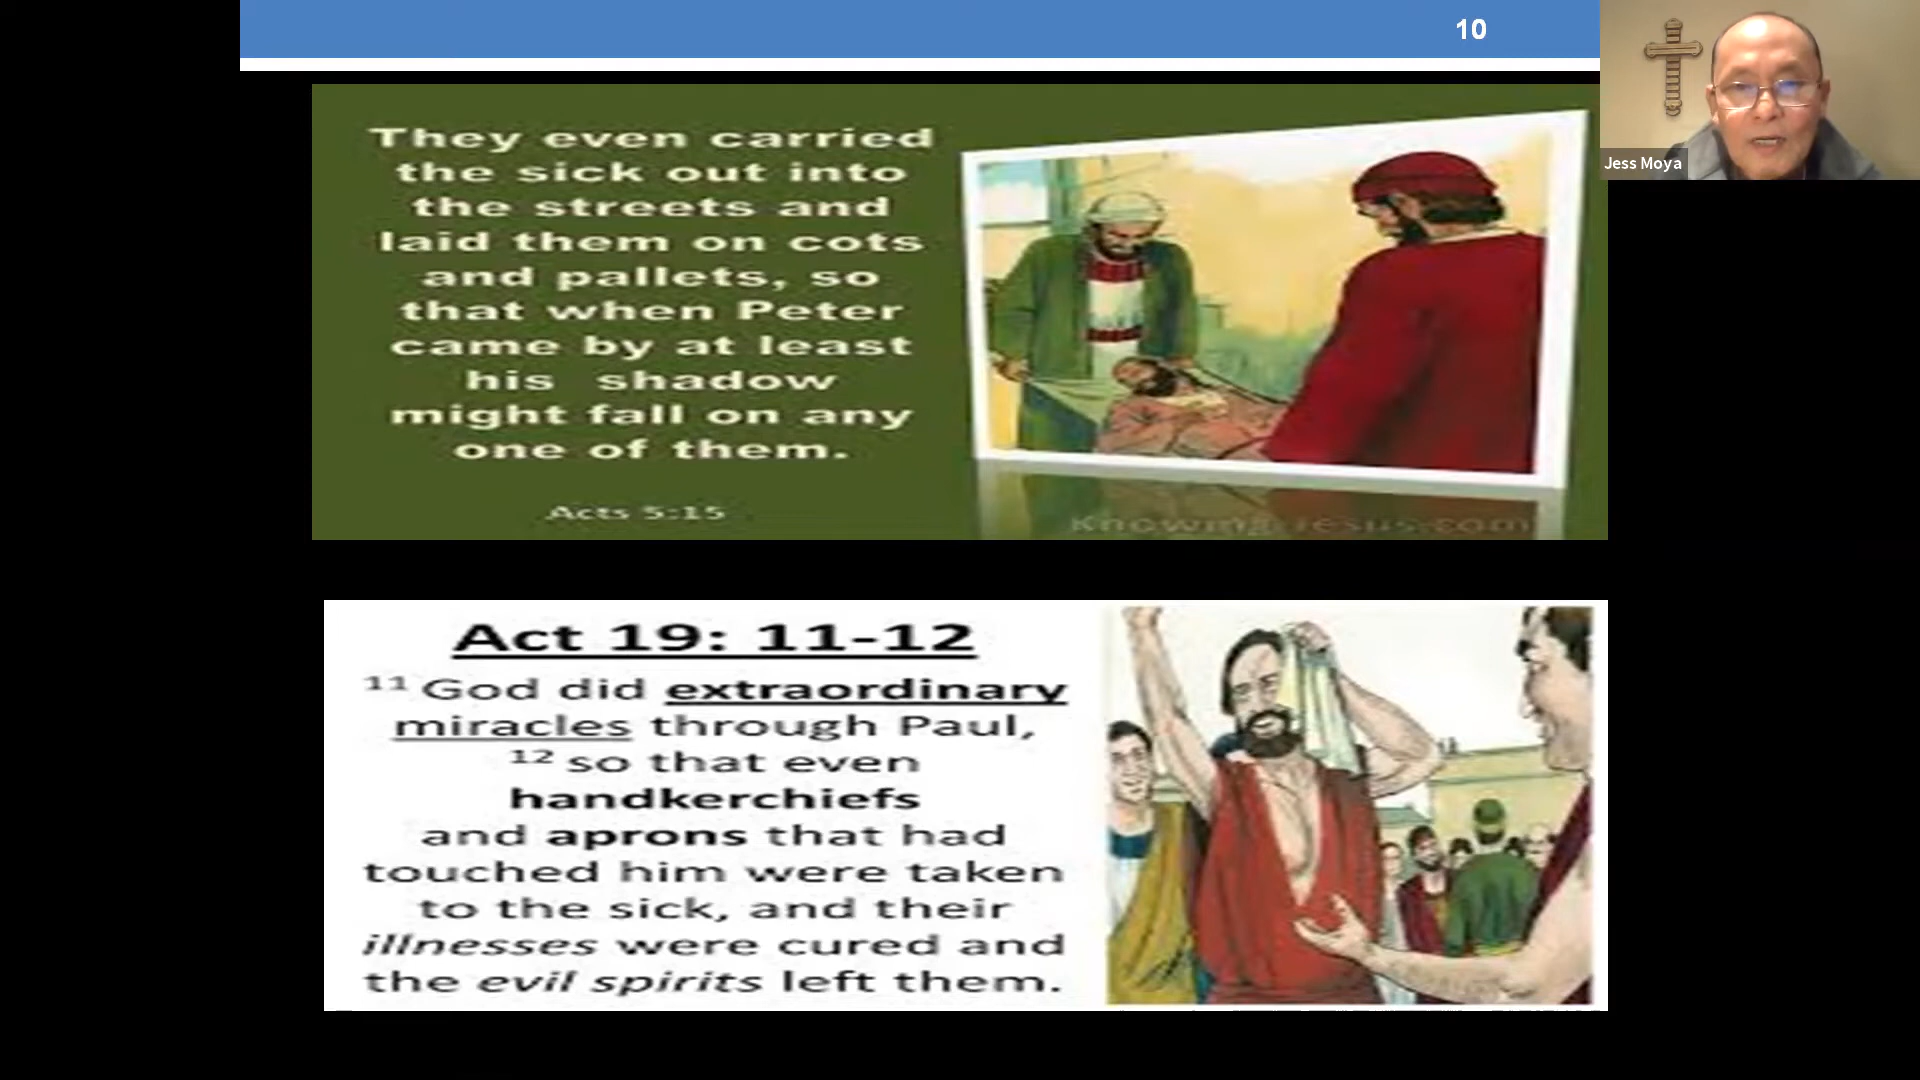 10
Jess Moya
They even carried
the sick out into
the streets and
laid them on cots
and pallets, so
that when Peter
came by at least
his shadow
might fall on any
one of them.
Acts 5:15
Knowing-Jesus.com
Act 19: 11-12
11 God did extraordinary
miracles through Paul,
12 so that even
handkerchiefs
and aprons that had
touched him were taken
to the sick, and their
illnesses were cured and
the evil spirits left them.